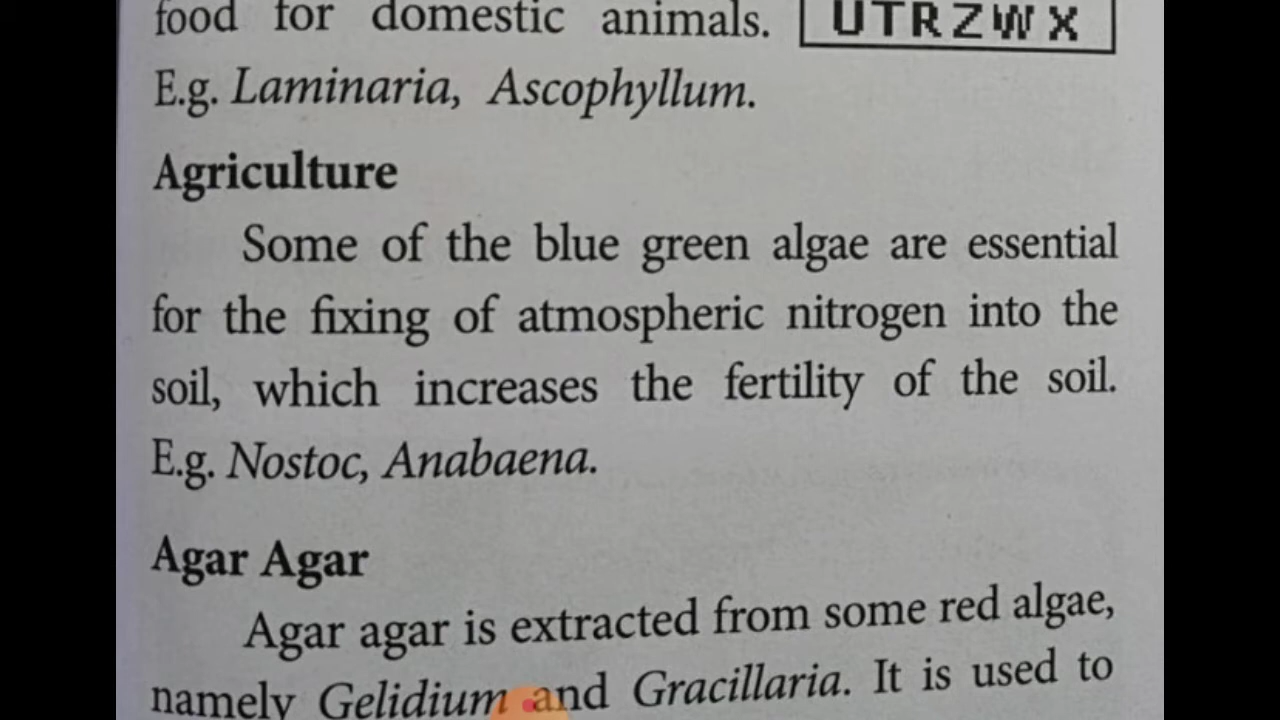 food for domestic animals. UTRZWX
E.g. Laminaria, Ascophyllum.
Agriculture
Some of the blue green algae are essential
for the fixing of atmospheric nitrogen into the
soil, which increases the fertility of the soil.
E.g. Nostoc, Anabaena.
Agar Agar
Agar agar is extracted from some red algae,
namely Gelidium and Gracillaria. It is used to